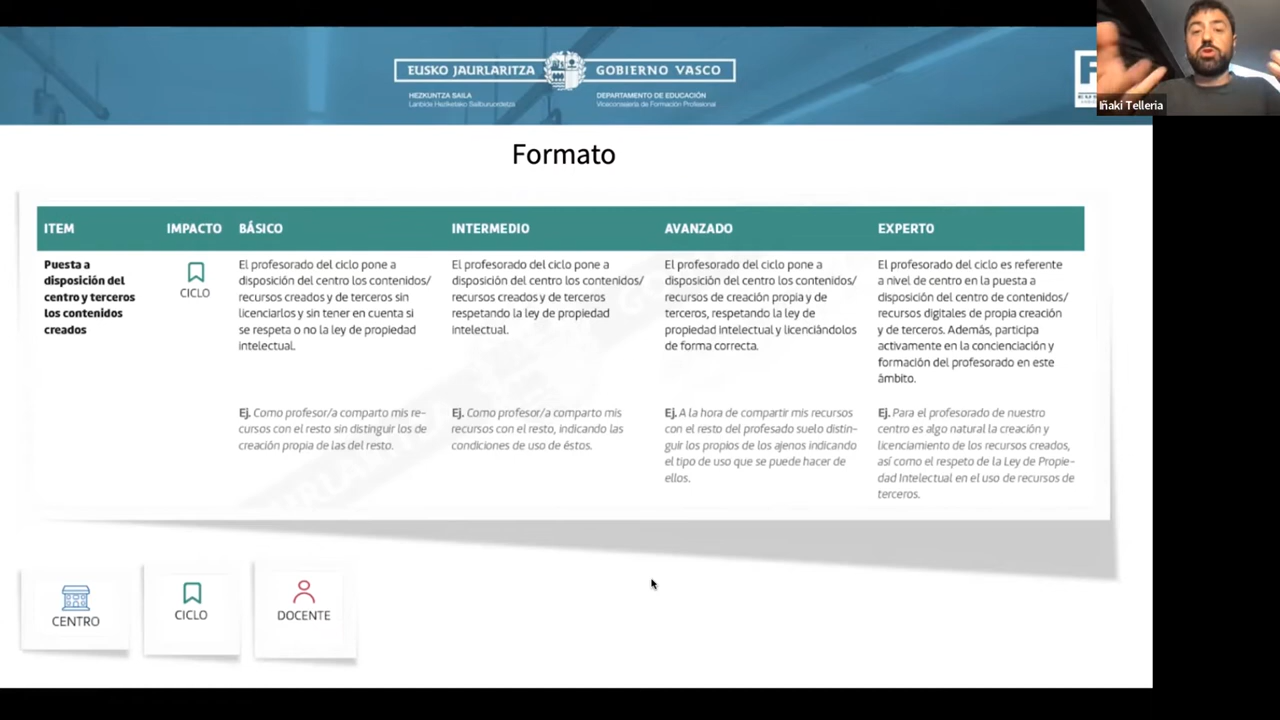 EUSKO JAURLARITZA
GOBIERNO VASCO
HEZKUNTZA SAILA
Lanbide Heziketako Sailburuordetza
DEPARTAMENTO DE EDUCACIÓN
Viceconsejería de Formación Profesional
Iñaki Telleria
Formato
ITEM
IMPACTO
BÁSICO
INTERMEDIO
AVANZADO
EXPERTO
Puesta a
disposición del
centro y terceros
los contenidos
creados
CICLO
El profesorado del ciclo pone a
disposición del centro los contenidos/
recursos creados y de terceros sin
licenciarlos y sin tener en cuenta si
se respeta o no la ley de propiedad
intelectual.
Ej. Como profesor/a comparto mis re-
cursos con el resto sin distinguir los de
creación propia de las del resto.
El profesorado del ciclo pone a
disposición del centro los contenidos/
recursos creados y de terceros
respetando la ley de propiedad
intelectual.
Ej. Como profesor/a comparto mis
recursos con el resto, indicando las
condiciones de uso de éstos.
El profesorado del ciclo pone a
disposición del centro los contenidos/
recursos de creación propia y de
terceros, respetando la ley de
propiedad intelectual y licenciándolos
de forma correcta.
Ej. A la hora de compartir mis recursos
con el resto del profesado suelo distin-
guir los propios de los ajenos indicando
el tipo de uso que se puede hacer de
ellos.
El profesorado del ciclo es referente
a nivel de centro en la puesta a
disposición del centro de contenidos/
recursos digitales de propia creación
y de terceros. Además, participa
activamente en la concienciación y
formación del profesorado en este
ámbito.
Ej. Para el profesorado de nuestro
centro es algo natural la creación y
licenciamiento de los recursos creados,
así como el respeto de la Ley de Propie-
dad Intelectual en el uso de recursos de
terceros.
CENTRO
CICLO
DOCENTE